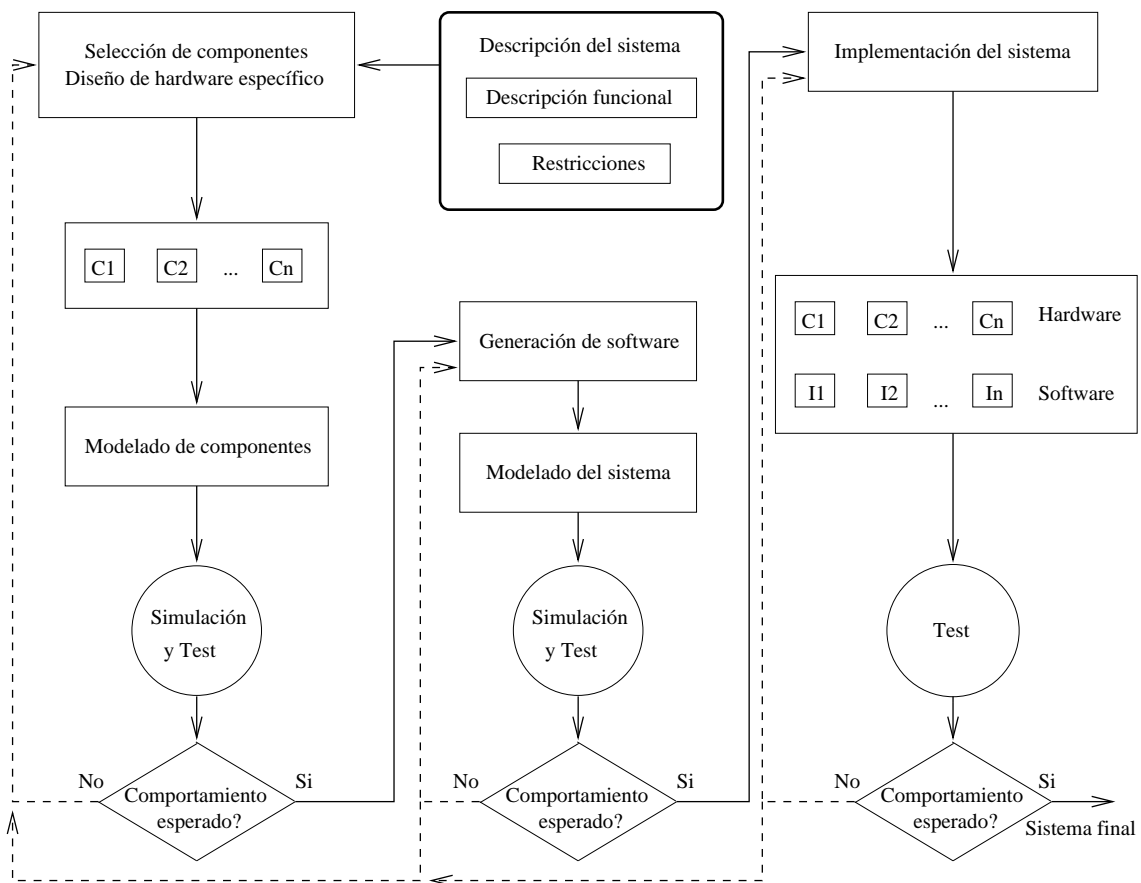 Selección de componentes
Diseño de hardware específico
C1 C2 ... Cn
Modelado de componentes
Simulación
y Test
No
Si
Comportamiento
esperado?
Descripción del sistema
Descripción funcional
Restricciones
Generación de software
Modelado del sistema
Simulación
y Test
No
Si
Comportamiento
esperado?
Implementación del sistema
C1 C2 ... Cn Hardware
I1 I2 ... In Software
Test
No
Si
Comportamiento
esperado?
Sistema final